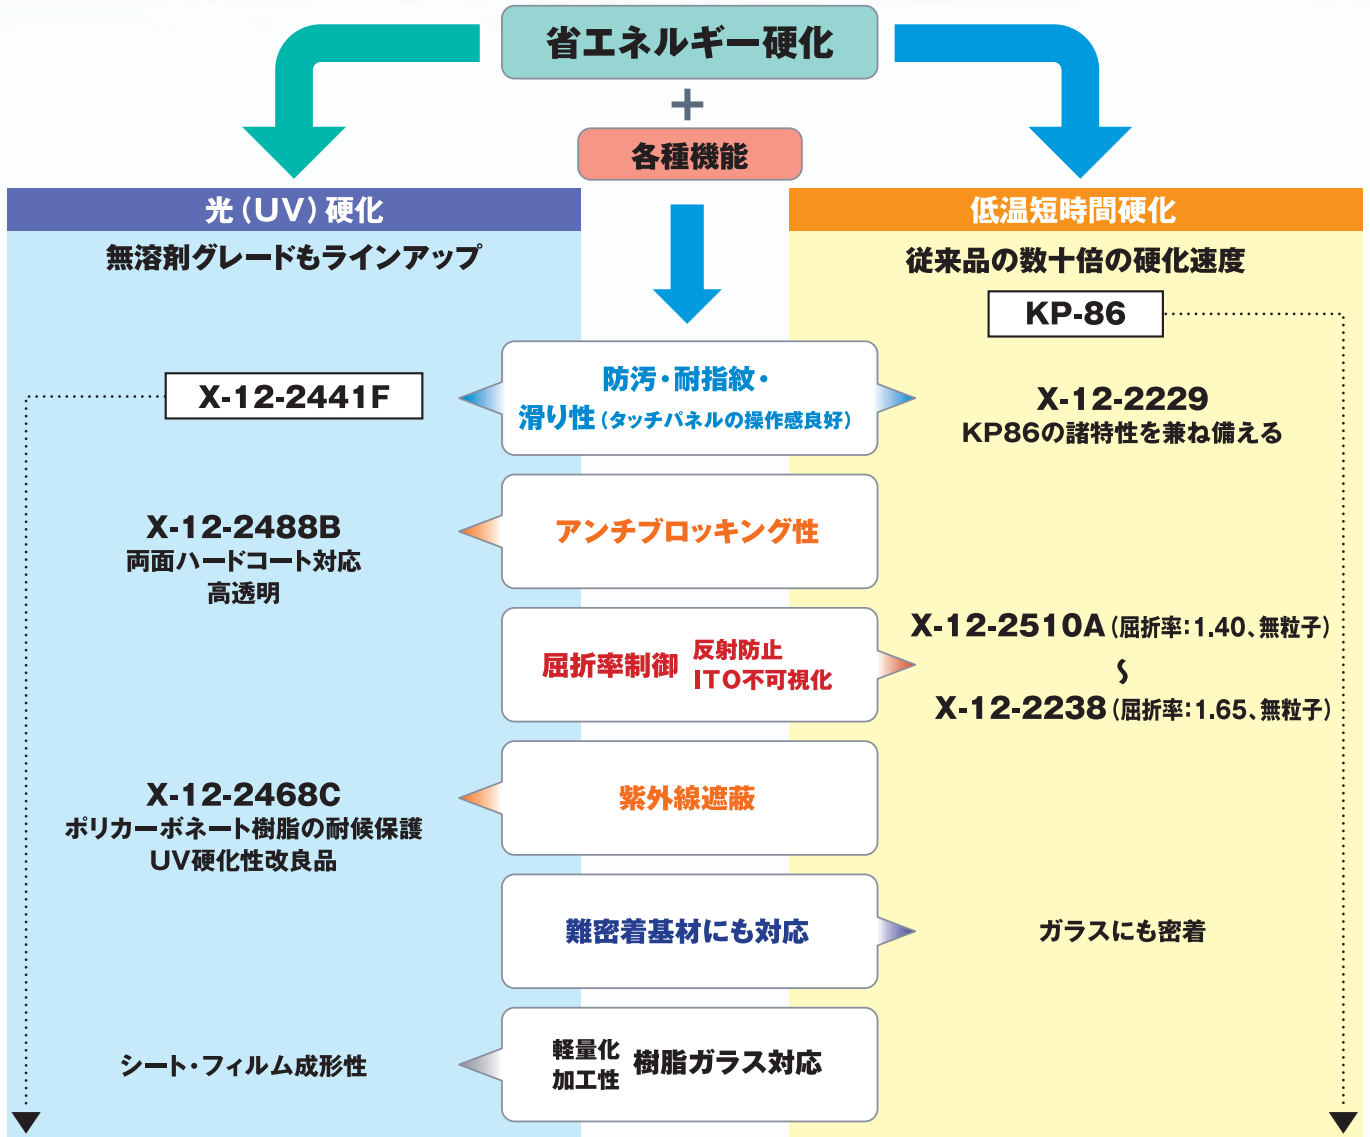 省エネルギー硬化
+
各種機能
光（UV）硬化
無溶剤グレードもラインアップ
低温短時間硬化
従来品の数十倍の硬化速度
KP-86
X-12-2441F
防汚・耐指紋・
滑り性（タッチパネルの操作感良好）
X-12-2229
KP86の諸特性を兼ね備える
X-12-2488B
両面ハードコート対応
高透明
アンチブロッキング性
屈折率制御 反射防止
ITO不可視化
X-12-2510A（屈折率：1.40、無粒子）
〜
X-12-2238（屈折率：1.65、無粒子）
X-12-2468C
ポリカーボネート樹脂の耐候保護
UV硬化性改良品
紫外線遮蔽
難密着基材にも対応
ガラスにも密着
シート・フィルム成形性
軽量化
加工性 樹脂ガラス対応